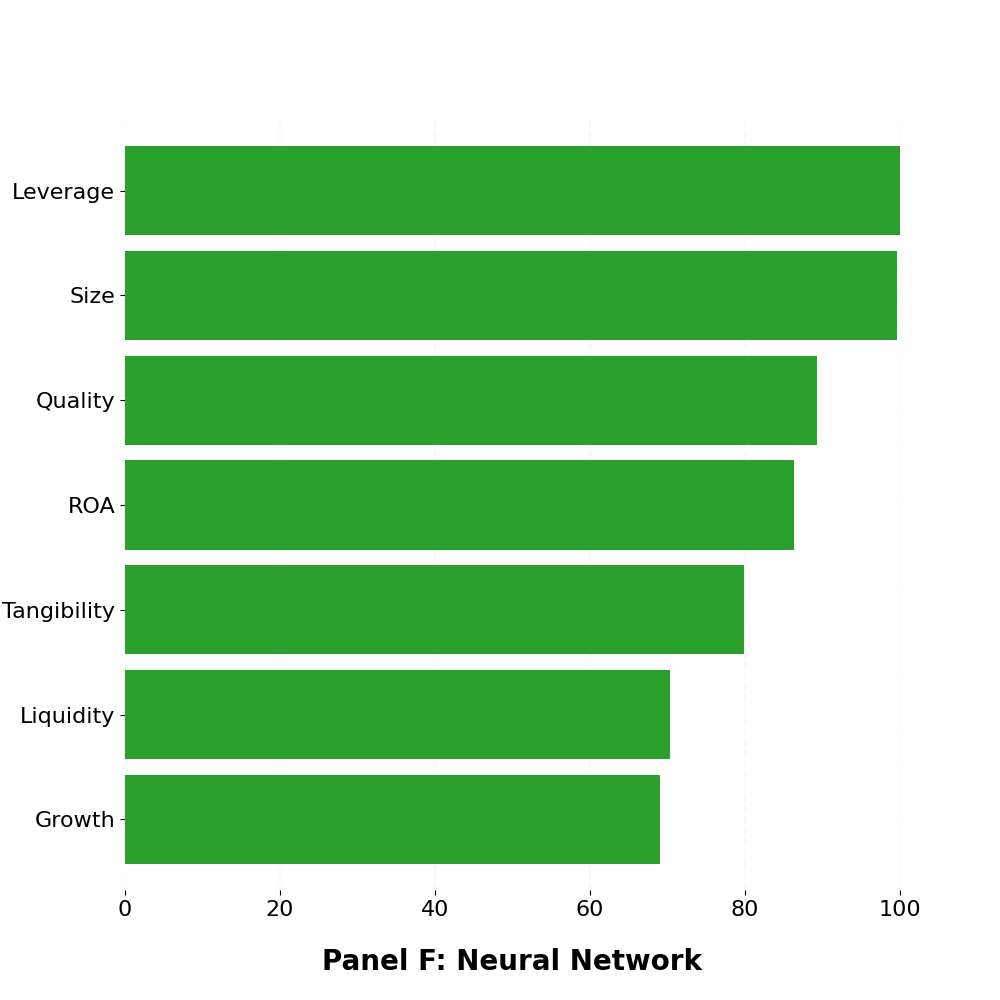 Leverage
Size
Quality
ROA
Tangibility
Liquidity
Growth
0 20 40 60 80 100
Panel F: Neural Network